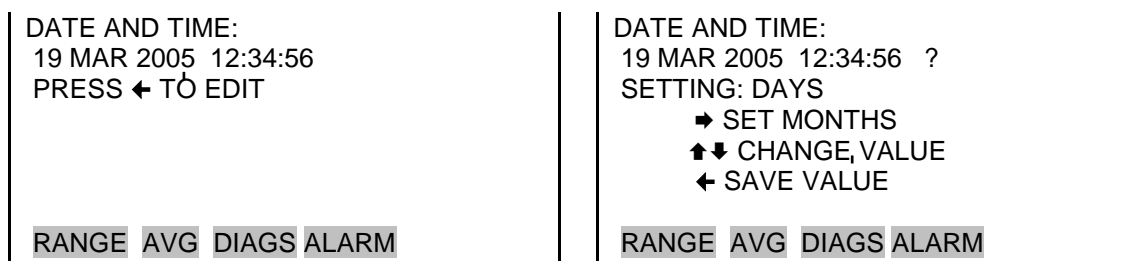 DATE AND TIME:
19 MAR 2005 12:34:56
PRESS ← TO EDIT
RANGE AVG DIAGS ALARM
DATE AND TIME:
19 MAR 2005 12:34:56 ?
SETTING: DAYS
➡ SET MONTHS
⬆⬇ CHANGE VALUE
← SAVE VALUE
RANGE AVG DIAGS ALARM